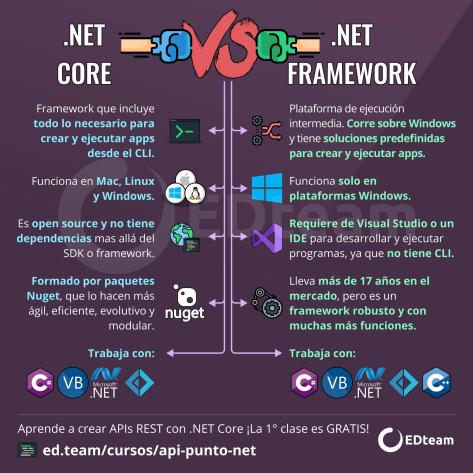 .NET
CORE
VS
.NET
FRAMEWORK
Framework que incluye
todo lo necesario para
crear y ejecutar apps
desde el CLI.
Plataforma de ejecución
intermedia. Corre sobre Windows
y tiene soluciones predefinidas
para crear y ejecutar apps.
Funciona en Mac, Linux
y Windows.
Funciona solo en
plataformas Windows.
Es open source y no tiene
dependencias mas allá del
SDK o framework.
Requiere de Visual Studio o un
IDE para desarrollar y ejecutar
programas, ya que no tiene CLI.
Formado por paquetes
Nuget, que lo hacen más
ágil, eficiente, evolutivo y
modular.
nuget
Lleva más de 17 años en el
mercado, pero es un
framework robusto y con
muchas más funciones.
Trabaja con:
C# VB Microsoft .NET
Trabaja con:
C# VB Microsoft .NET C++
EDteam
Aprende a crear APIs REST con .NET Core ¡La 1° clase es GRATIS!
ed.team/cursos/api-punto-net
EDteam